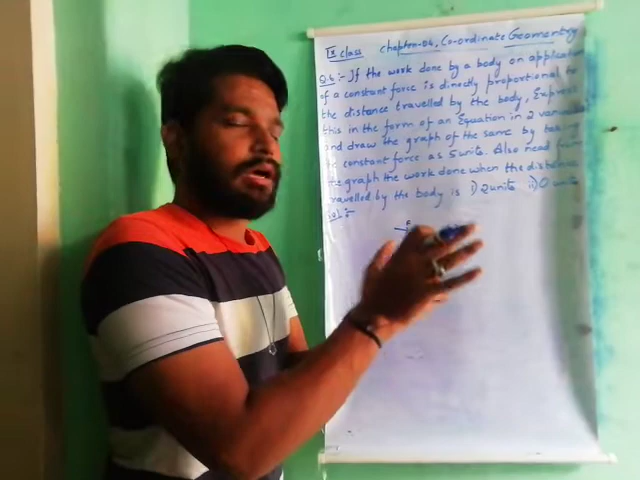 IX class chapter-04, Co-ordinate Geometry
Q.6:- If the work done by a body on application
of a constant force is directly proportional to
the distance travelled by the body, Express
this in the form of an Equation in 2 variables
and draw the graph of the same by taking
constant force as 5 units. Also read from
the graph the work done when the distance
travelled by the body is i) 2 units ii) 0 units
Sol:-